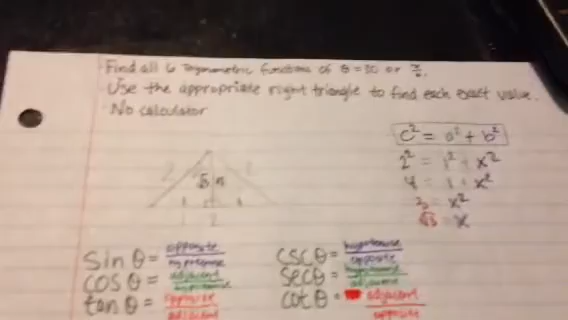 Find all 6 Trigonometric functions of θ = 30 or π/6.
Use the appropriate right triangle to find each exact value.
No calculator
c² = a² + b²
2² = 1² + x²
4 = 1 + x²
3 = x²
√3 = x
2
√3
1
1
2
sin θ = opposite/hypotenuse
cos θ = adjacent/hypotenuse
tan θ = opposite/adjacent
csc θ = hypotenuse/opposite
sec θ = hypotenuse/adjacent
cot θ = adjacent/opposite